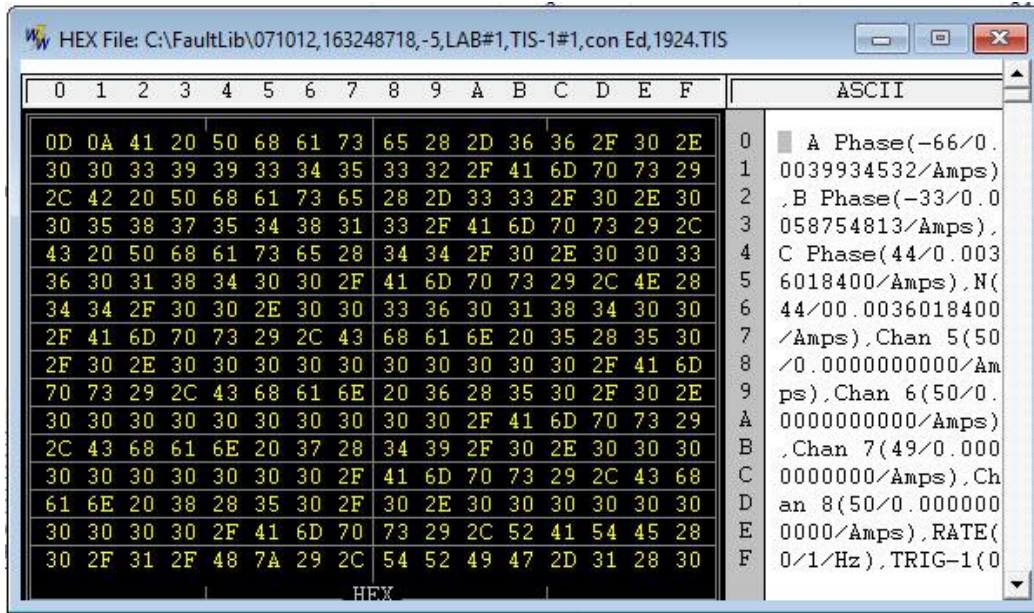 HEX File: C:\FaultLib\071012,163248718,-5,LAB#1,TIS-1#1,con Ed,1924.TIS
0 1 2 3 4 5 6 7 8 9 A B C D E F ASCII
0D 0A 41 20 50 68 61 73 65 28 2D 36 36 2F 30 2E 0 A Phase(-66/0.
30 30 33 39 39 33 34 35 33 32 2F 41 6D 70 73 29 1 0039934532/Amps)
2C 42 20 50 68 61 73 65 28 2D 33 33 2F 30 2E 30 2 ,B Phase(-33/0.0
30 35 38 37 35 34 38 31 33 2F 41 6D 70 73 29 2C 3 058754813/Amps),
43 20 50 68 61 73 65 28 34 34 2F 30 2E 30 30 33 4 C Phase(44/0.003
36 30 31 38 34 30 30 2F 41 6D 70 73 29 2C 4E 28 5 6018400/Amps),N(
34 34 2F 30 30 2E 30 30 33 36 30 31 38 34 30 30 6 44/00.0036018400
2F 41 6D 70 73 29 2C 43 68 61 6E 20 35 28 35 30 7 /Amps),Chan 5(50
2F 30 2E 30 30 30 30 30 30 30 30 30 30 2F 41 6D 8 /0.0000000000/Am
70 73 29 2C 43 68 61 6E 20 36 28 35 30 2F 30 2E 9 ps),Chan 6(50/0.
30 30 30 30 30 30 30 30 30 30 2F 41 6D 70 73 29 A 0000000000/Amps)
2C 43 68 61 6E 20 37 28 34 39 2F 30 2E 30 30 30 B ,Chan 7(49/0.000
30 30 30 30 30 30 30 2F 41 6D 70 73 29 2C 43 68 C 0000000/Amps),Ch
61 6E 20 38 28 35 30 2F 30 2E 30 30 30 30 30 30 D an 8(50/0.000000
30 30 30 30 2F 41 6D 70 73 29 2C 52 41 54 45 28 E 0000/Amps),RATE(
30 2F 31 2F 48 7A 29 2C 54 52 49 47 2D 31 28 30 F 0/1/Hz),TRIG-1(0
HEX